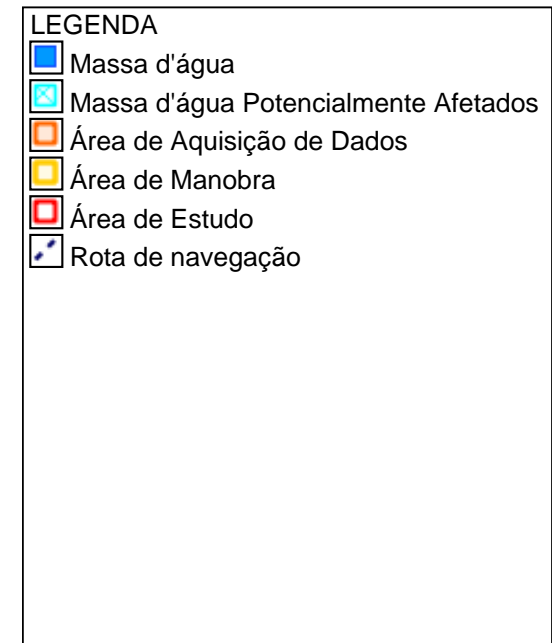 LEGENDA
Massa d'água
Massa d'água Potencialmente Afetados
Área de Aquisição de Dados
Área de Manobra
Área de Estudo
Rota de navegação